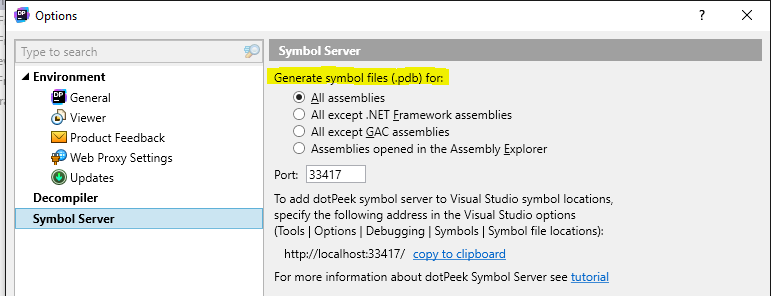 DP Options ? ×
Type to search
Symbol Server
Environment
DP General
Viewer
Product Feedback
Web Proxy Settings
Updates
Decompiler
Symbol Server
Generate symbol files (.pdb) for:
All assemblies
All except .NET Framework assemblies
All except GAC assemblies
Assemblies opened in the Assembly Explorer
Port: 33417
To add dotPeek symbol server to Visual Studio symbol locations,
specify the following address in the Visual Studio options
(Tools | Options | Debugging | Symbols | Symbol file locations):
http://localhost:33417/ copy to clipboard
For more information about dotPeek Symbol Server see tutorial